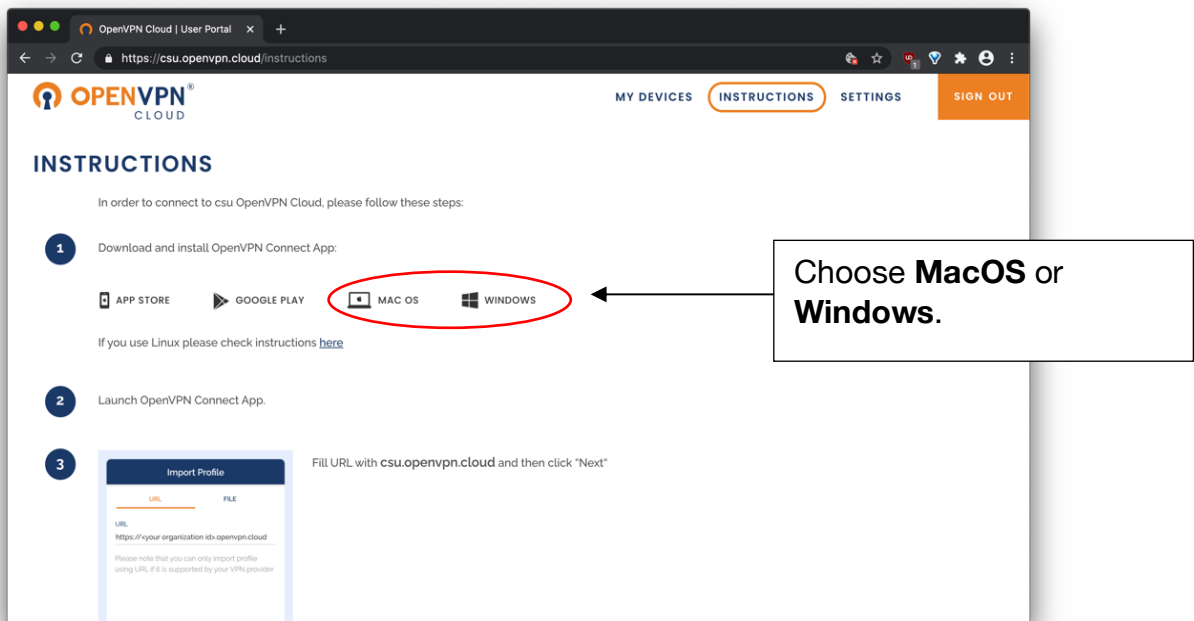 OpenVPN Cloud | User Portal
https://csu.openvpn.cloud/instructions
UD
1
OPENVPN®
CLOUD
MY DEVICES INSTRUCTIONS SETTINGS SIGN OUT
INSTRUCTIONS
In order to connect to csu OpenVPN Cloud, please follow these steps:
1 Download and install OpenVPN Connect App:
APP STORE GOOGLE PLAY MAC OS WINDOWS
Choose MacOS or
Windows.
If you use Linux please check instructions here
2 Launch OpenVPN Connect App.
3 Fill URL with csu.openvpn.cloud and then click "Next"
Import Profile
URL FILE
URL
https://<your organization id>.openvpn.cloud
Please note that you can only import profile
using URL if it is supported by your VPN provider